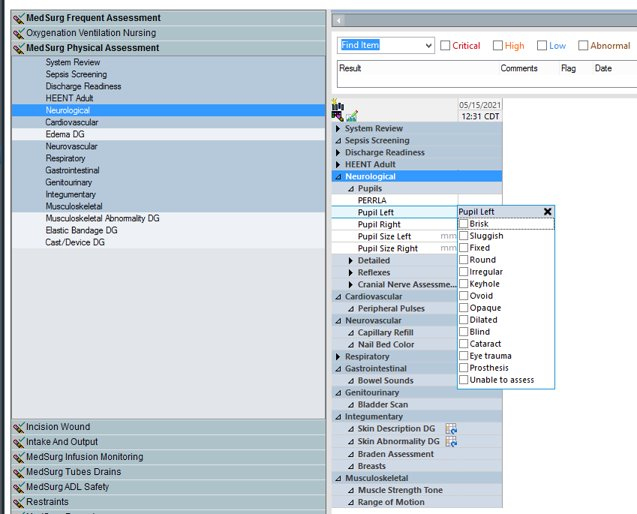 MedSurg Frequent Assessment
Oxygenation Ventilation Nursing
MedSurg Physical Assessment
System Review
Sepsis Screening
Discharge Readiness
HEENT Adult
Neurological
Cardiovascular
Edema DG
Neurovascular
Respiratory
Gastrointestinal
Genitourinary
Integumentary
Musculoskeletal
Musculoskeletal Abnormality DG
Elastic Bandage DG
Cast/Device DG
Incision Wound
Intake And Output
MedSurg Infusion Monitoring
MedSurg Tubes Drains
MedSurg ADL Safety
Restraints
Find Item Critical High Low Abnormal
Result Comments Flag Date
05/15/2021
12:31 CDT
System Review
Sepsis Screening
Discharge Readiness
HEENT Adult
Neurological
Pupils
PERRLA
Pupil Left
Pupil Right
Pupil Size Left mm
Pupil Size Right mm
Detailed
Reflexes
Cranial Nerve Assessme...
Cardiovascular
Peripheral Pulses
Neurovascular
Capillary Refill
Nail Bed Color
Respiratory
Gastrointestinal
Bowel Sounds
Genitourinary
Bladder Scan
Integumentary
Skin Description DG
Skin Abnormality DG
Braden Assessment
Breasts
Musculoskeletal
Muscle Strength Tone
Range of Motion
Pupil Left
Brisk
Sluggish
Fixed
Round
Irregular
Keyhole
Ovoid
Opaque
Dilated
Blind
Cataract
Eye trauma
Prosthesis
Unable to assess